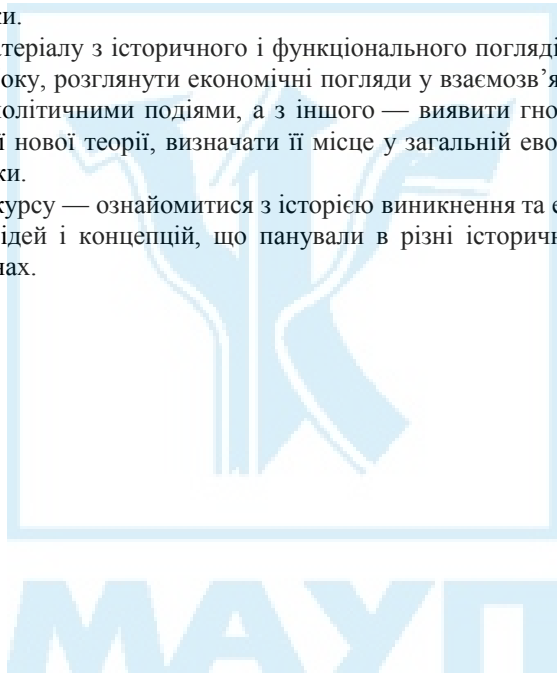 ки.
атеріалу з історичного і функціонального погляді
оку, розглянути економічні погляди у взаємозв’я
олітичними подіями, а з іншого — виявити гно
ї нової теорії, визначати її місце у загальній ево
ки.
курсу — ознайомитися з історією виникнення та е
ідей і концепцій, що панували в різні історичн
нах.
МАУП